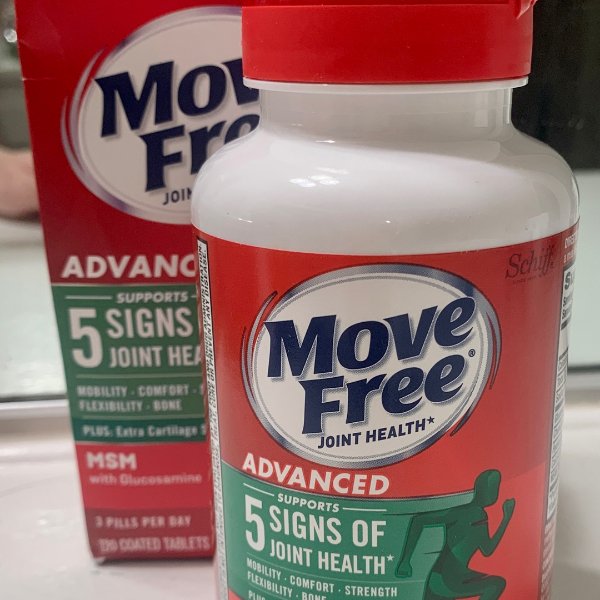 Move
Free
JOIN
ADVANC
SUPPORTS
5 SIGNS
JOINT HEA
MOBILITY · COMFORT ·
FLEXIBILITY · BONE
PLUS: Extra Cartilage S
MSM
with Glucosamine
3 PILLS PER DAY
120 COATED TABLETS
Schiff
Move
Free®
JOINT HEALTH*
ADVANCED
SUPPORTS
5 SIGNS OF
JOINT HEALTH*
MOBILITY · COMFORT · STRENGTH
FLEXIBILITY · BONE